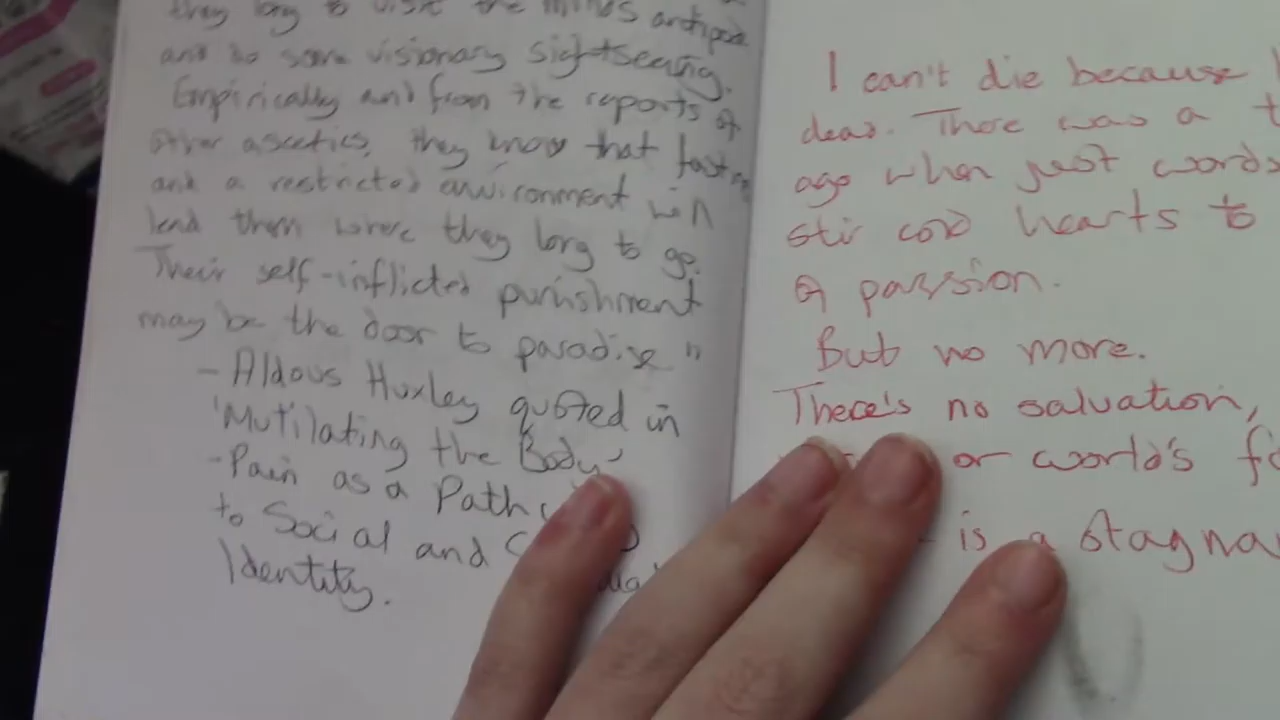 they long to visit the mind's antipodes
and do some visionary sightseeing.
Empirically and from the reports of
other ascetics, they know that fasting
and a restricted environment will
lend them where they long to go.
Their self-inflicted punishment
may be the door to paradise"
- Aldous Huxley quoted in
'Mutilating the Body'
- Pain as a Path
to Social and
Identity.
I can't die because
dead. There was a
ago when just words
stir cold hearts to
of passion.
But no more.
There's no salvation,
or world's
is a